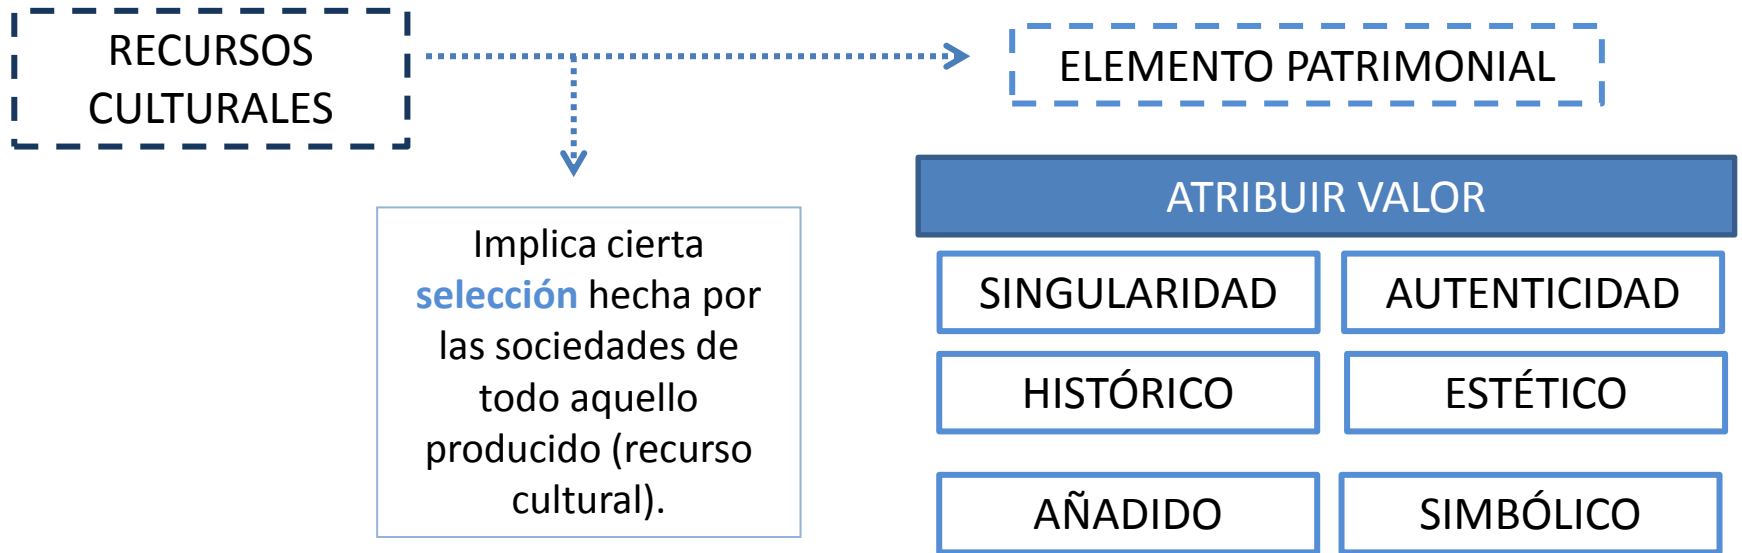 RECURSOS
CULTURALES
ELEMENTO PATRIMONIAL
Implica cierta
selección hecha por
las sociedades de
todo aquello
producido (recurso
cultural).
ATRIBUIR VALOR
SINGULARIDAD
AUTENTICIDAD
HISTÓRICO
ESTÉTICO
AÑADIDO
SIMBÓLICO